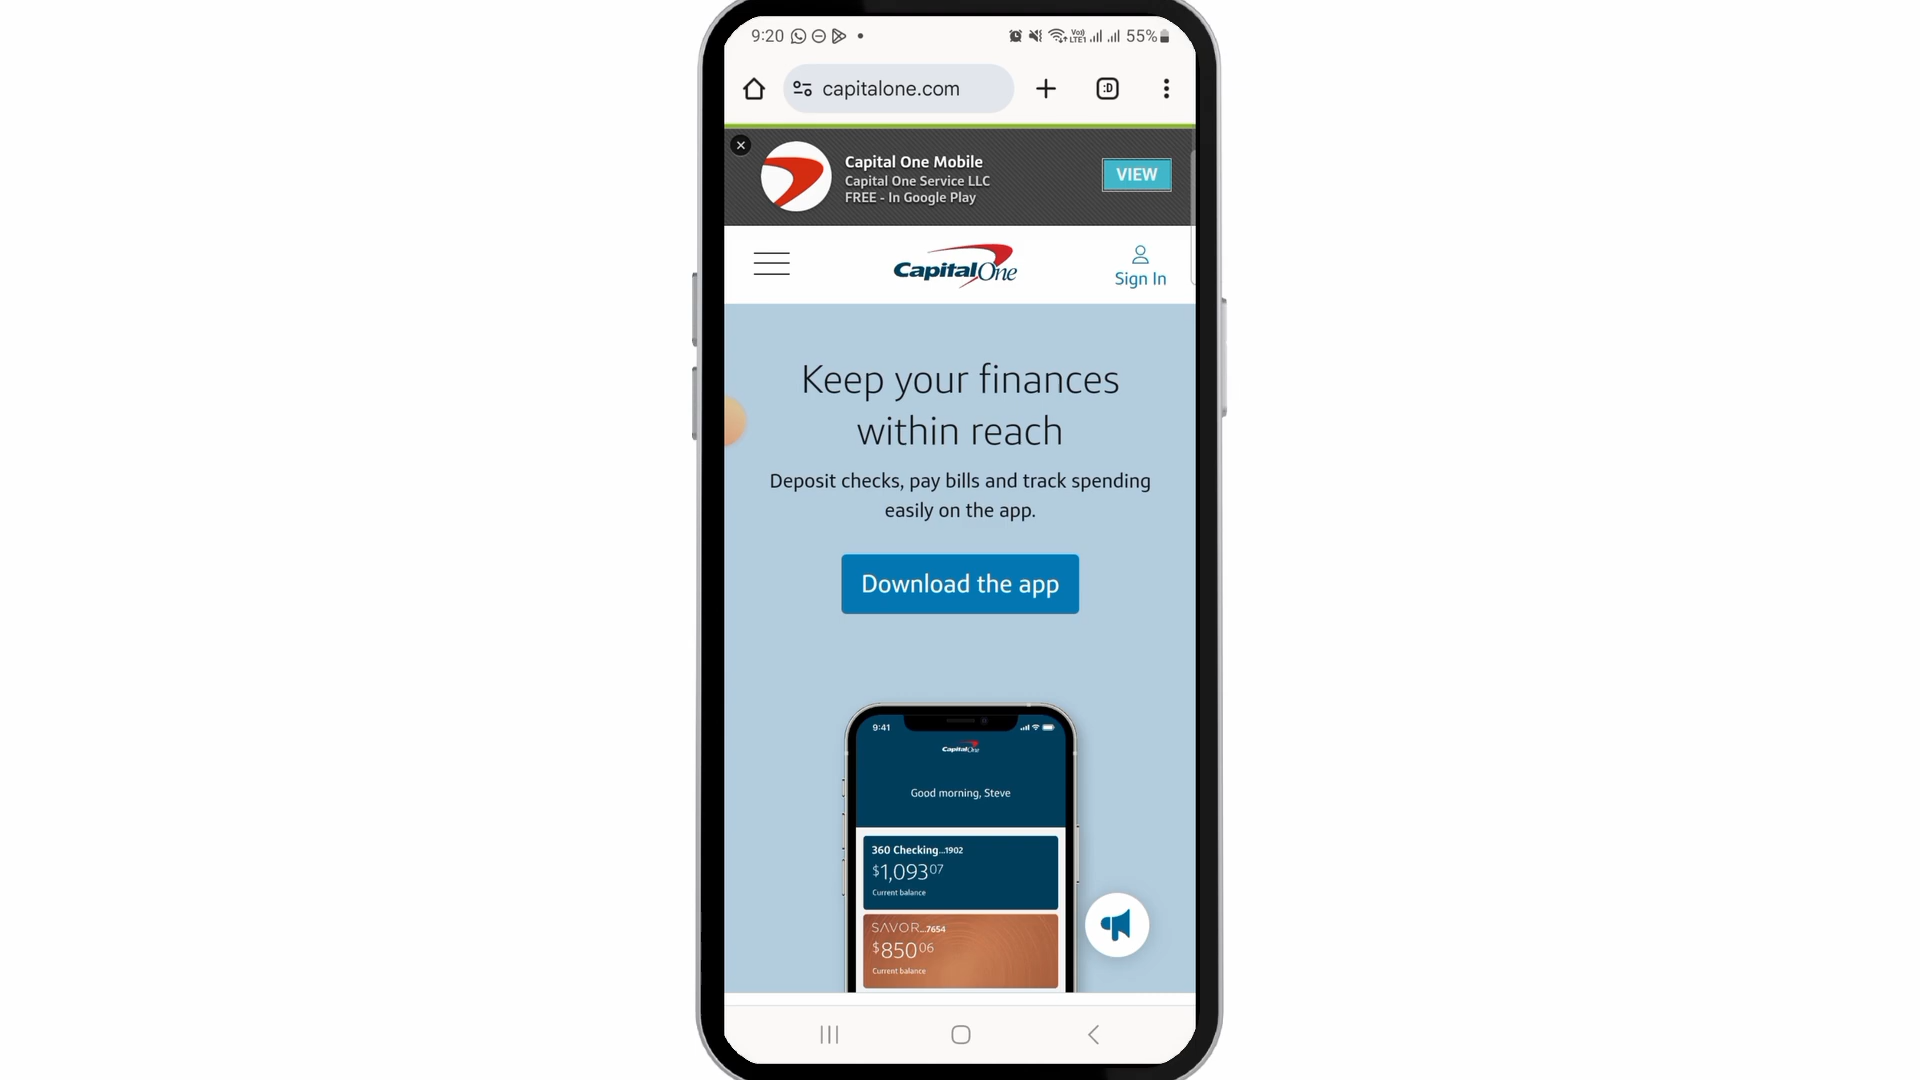 9:20
Vo)
LTE1
55%
:D
capitalone.com
Capital One Mobile
Capital One Service LLC
FREE - In Google Play
VIEW
CapitalOne
Sign In
Keep your finances
within reach
Deposit checks, pay bills and track spending
easily on the app.
Download the app
9:41
CapitalOne
Good morning, Steve
360 Checking...1902
$1,093 07
Current balance
SAVOR...7654
$850 06
Current balance